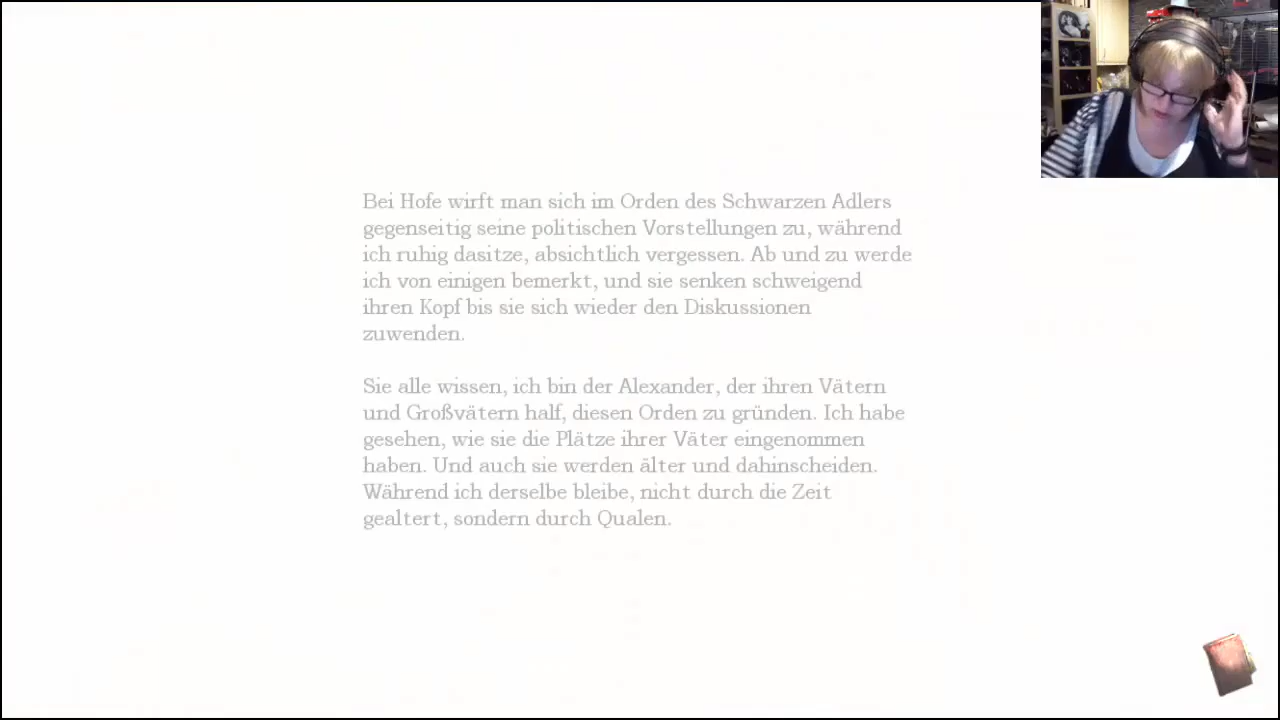 Bei Hofe wirft man sich im Orden des Schwarzen Adlers
gegenseitig seine politischen Vorstellungen zu, während
ich ruhig dasitze, absichtlich vergessen. Ab und zu werde
ich von einigen bemerkt, und sie senken schweigend
ihren Kopf bis sie sich wieder den Diskussionen
zuwenden.
Sie alle wissen, ich bin der Alexander, der ihren Vätern
und Großvätern half, diesen Orden zu gründen. Ich habe
gesehen, wie sie die Plätze ihrer Väter eingenommen
haben. Und auch sie werden älter und dahinscheiden.
Während ich derselbe bleibe, nicht durch die Zeit
gealtert, sondern durch Qualen.